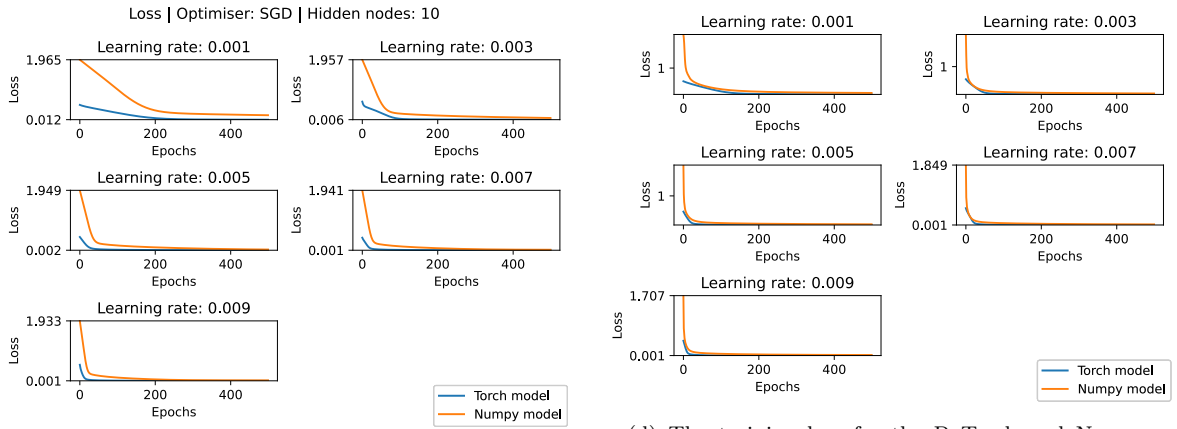 Loss | Optimiser: SGD | Hidden nodes: 10
Learning rate: 0.001
1.965
Loss
0.012
0 200 400
Epochs
Learning rate: 0.003
1.957
Loss
0.006
0 200 400
Epochs
Learning rate: 0.005
1.949
Loss
0.002
0 200 400
Epochs
Learning rate: 0.007
1.941
Loss
0.001
0 200 400
Epochs
Learning rate: 0.009
1.933
Loss
0.001
0 200 400
Epochs
Torch model
Numpy model
Learning rate: 0.001
1
Loss
0 200 400
Epochs
Learning rate: 0.003
1
Loss
0 200 400
Epochs
Learning rate: 0.005
1
Loss
0 200 400
Epochs
Learning rate: 0.007
1.849
Loss
0.001
0 200 400
Epochs
Learning rate: 0.009
1.707
Loss
0.001
0 200 400
Epochs
Torch model
Numpy model